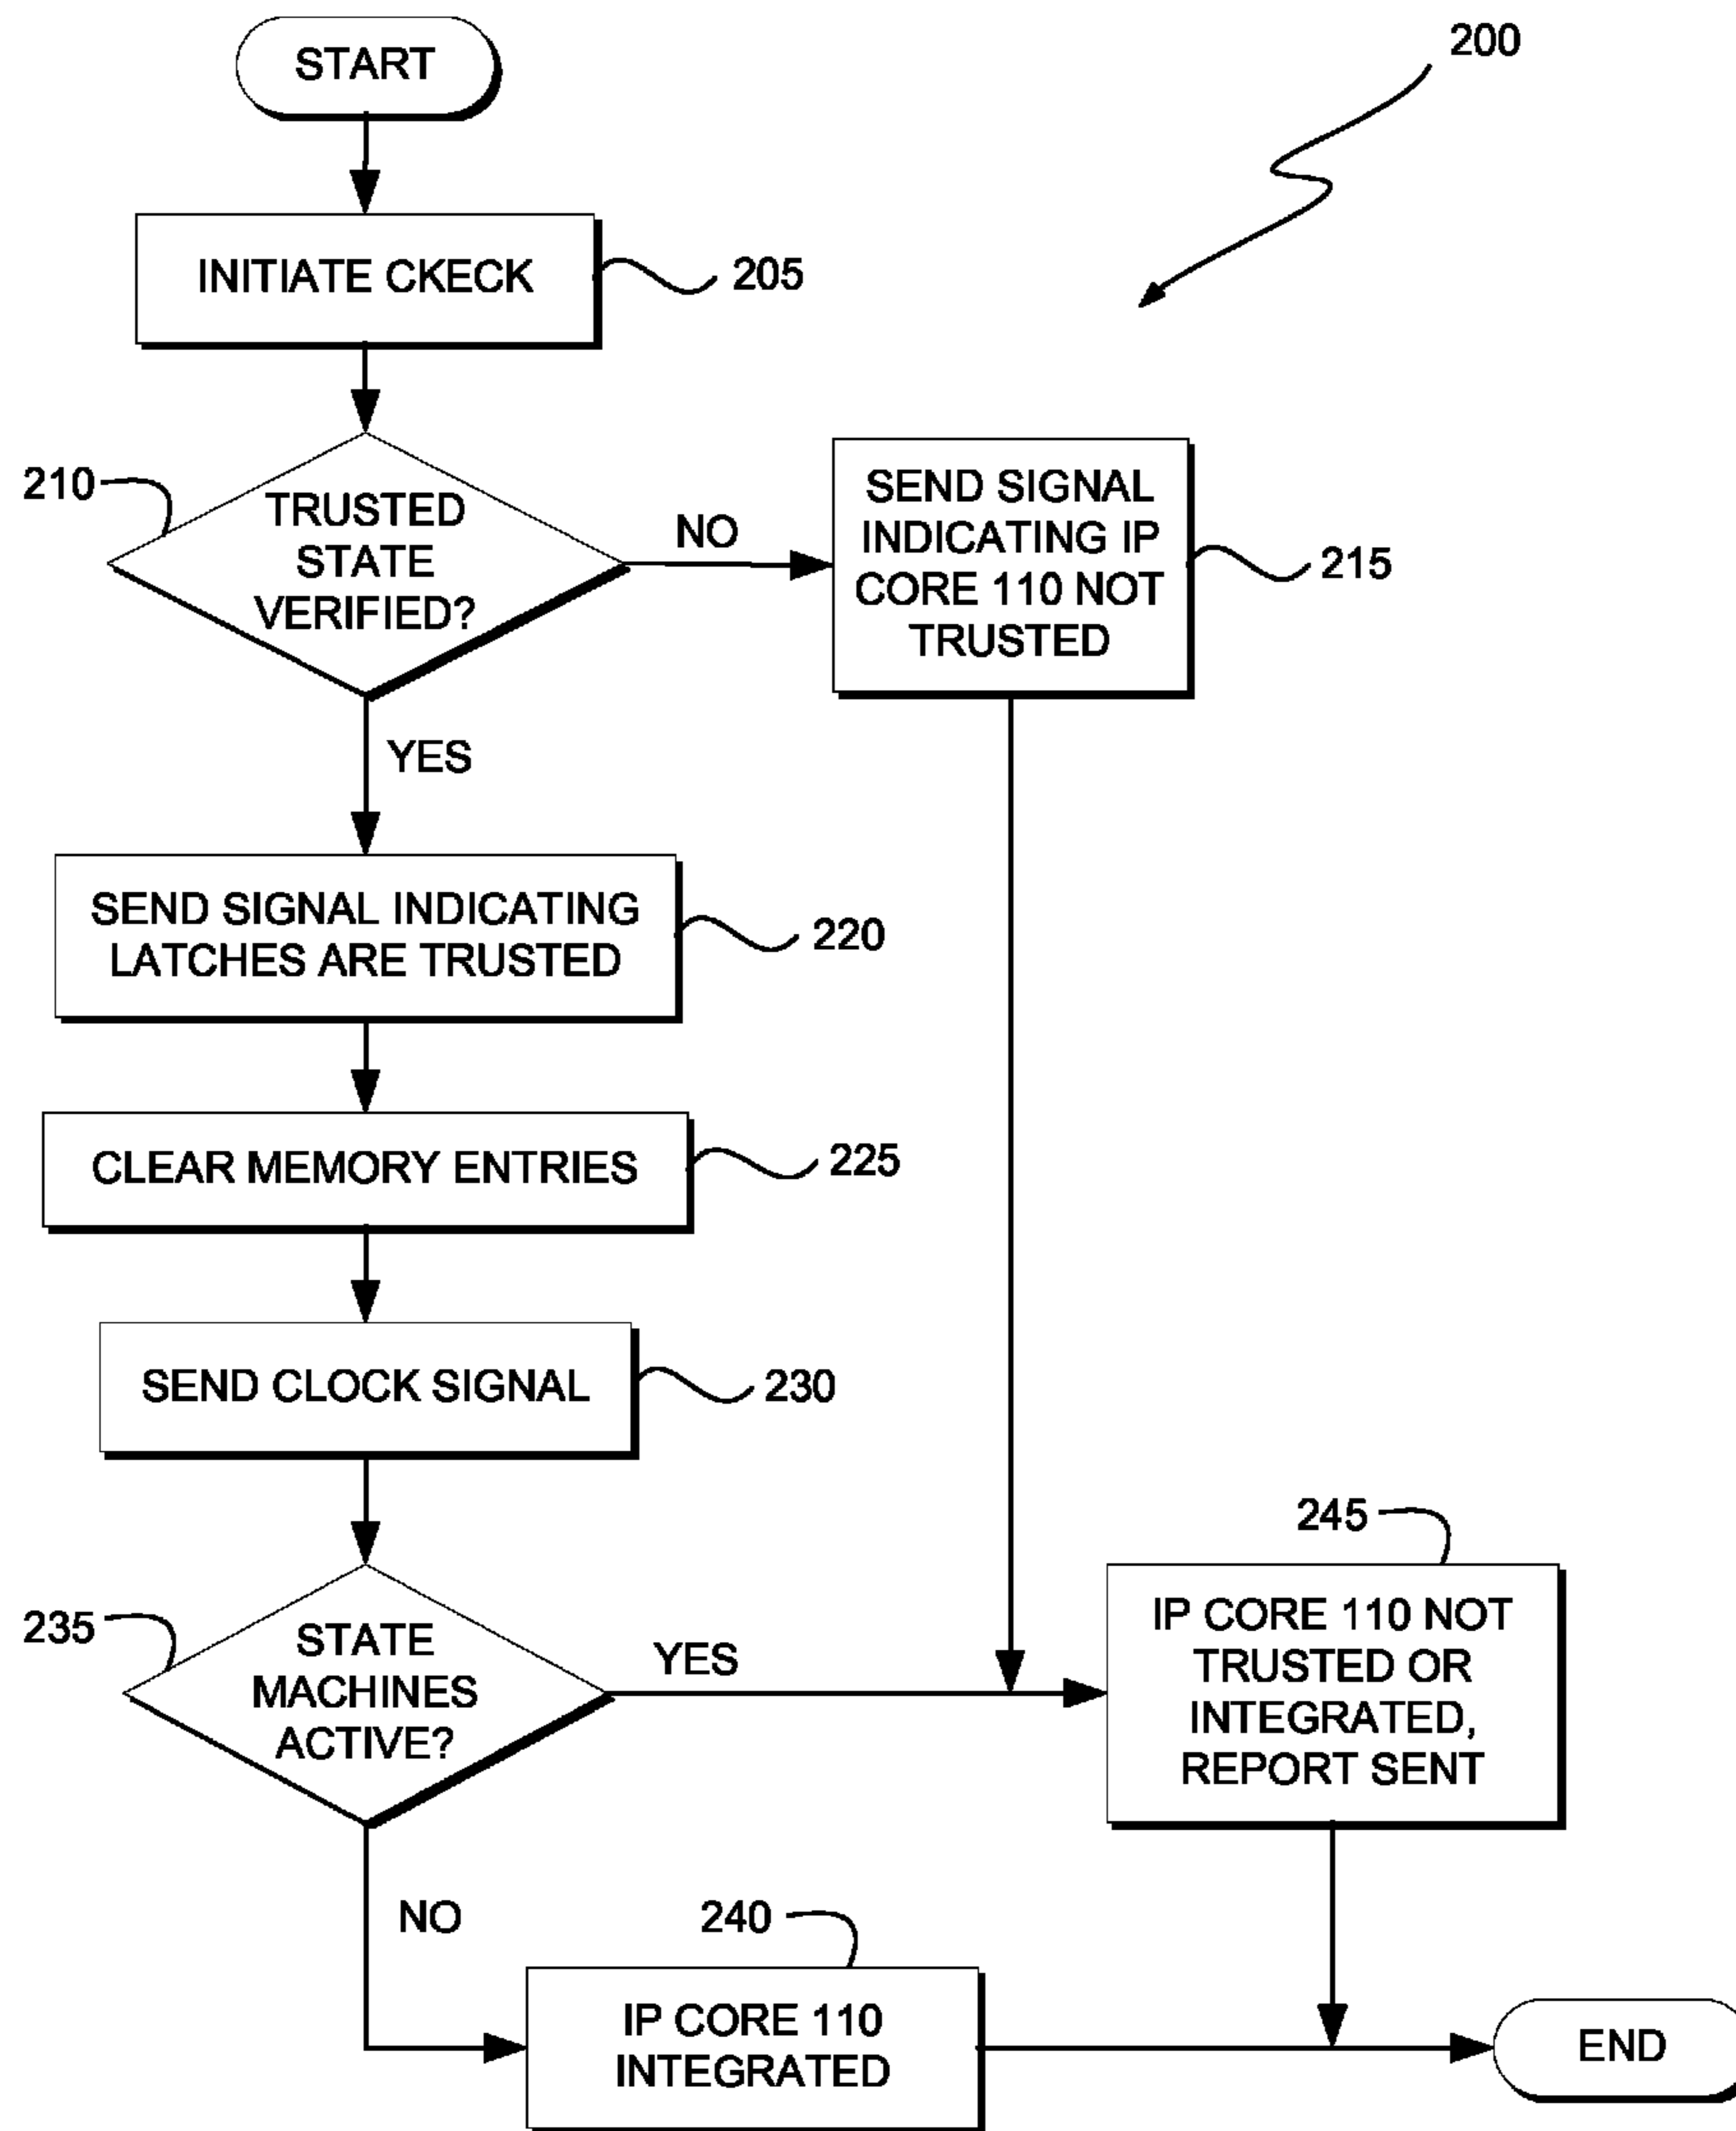 START
200
INITIATE CKECK
205
210
TRUSTED
STATE
VERIFIED?
NO
SEND SIGNAL
INDICATING IP
CORE 110 NOT
TRUSTED
215
YES
SEND SIGNAL INDICATING
LATCHES ARE TRUSTED
220
CLEAR MEMORY ENTRIES
225
SEND CLOCK SIGNAL
230
235
STATE
MACHINES
ACTIVE?
YES
245
IP CORE 110 NOT
TRUSTED OR
INTEGRATED,
REPORT SENT
NO
240
IP CORE 110
INTEGRATED
END